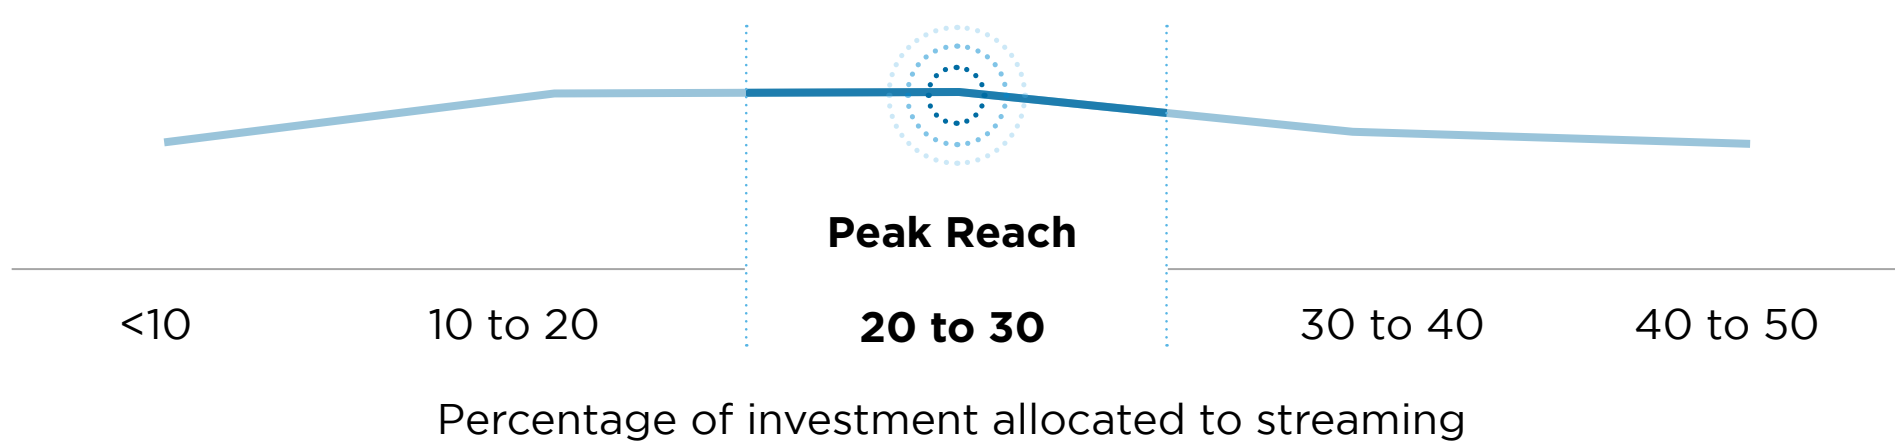 Peak Reach
<10 10 to 20 20 to 30 30 to 40 40 to 50
Percentage of investment allocated to streaming